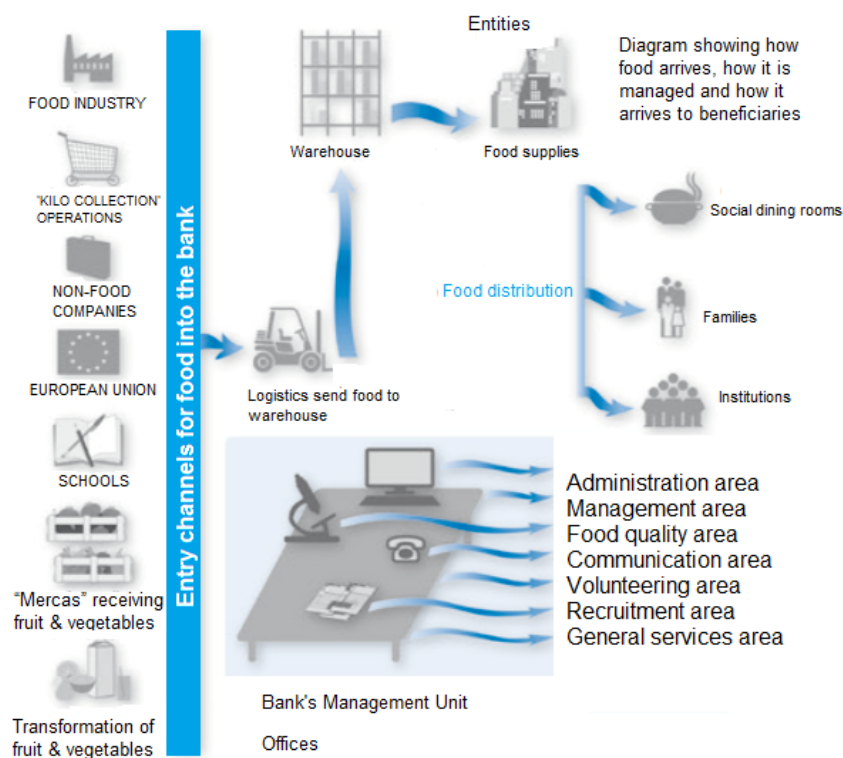 Entities
Diagram showing how
food arrives, how it is
managed and how it
arrives to beneficiaries
FOOD INDUSTRY
"KILO COLLECTION"
OPERATIONS
NON-FOOD
COMPANIES
EUROPEAN UNION
SCHOOLS
“Mercas” receiving
fruit & vegetables
Transformation of
fruit & vegetables
Entry channels for food into the bank
Warehouse
Food supplies
Logistics send food to
warehouse
Food distribution
Social dining rooms
Families
Institutions
Administration area
Management area
Food quality area
Communication area
Volunteering area
Recruitment area
General services area
Bank's Management Unit
Offices